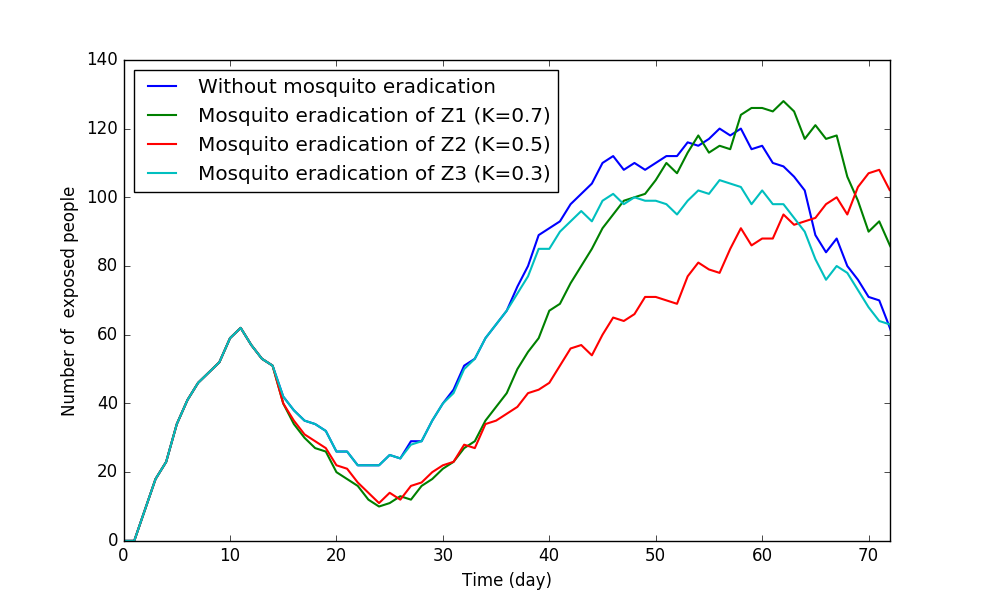 140
120
100
80
60
40
20
0
Number of  exposed people
Without mosquito eradication
Mosquito eradication of Z1 (K=0.7)
Mosquito eradication of Z2 (K=0.5)
Mosquito eradication of Z3 (K=0.3)
0 10 20 30 40 50 60 70
Time (day)